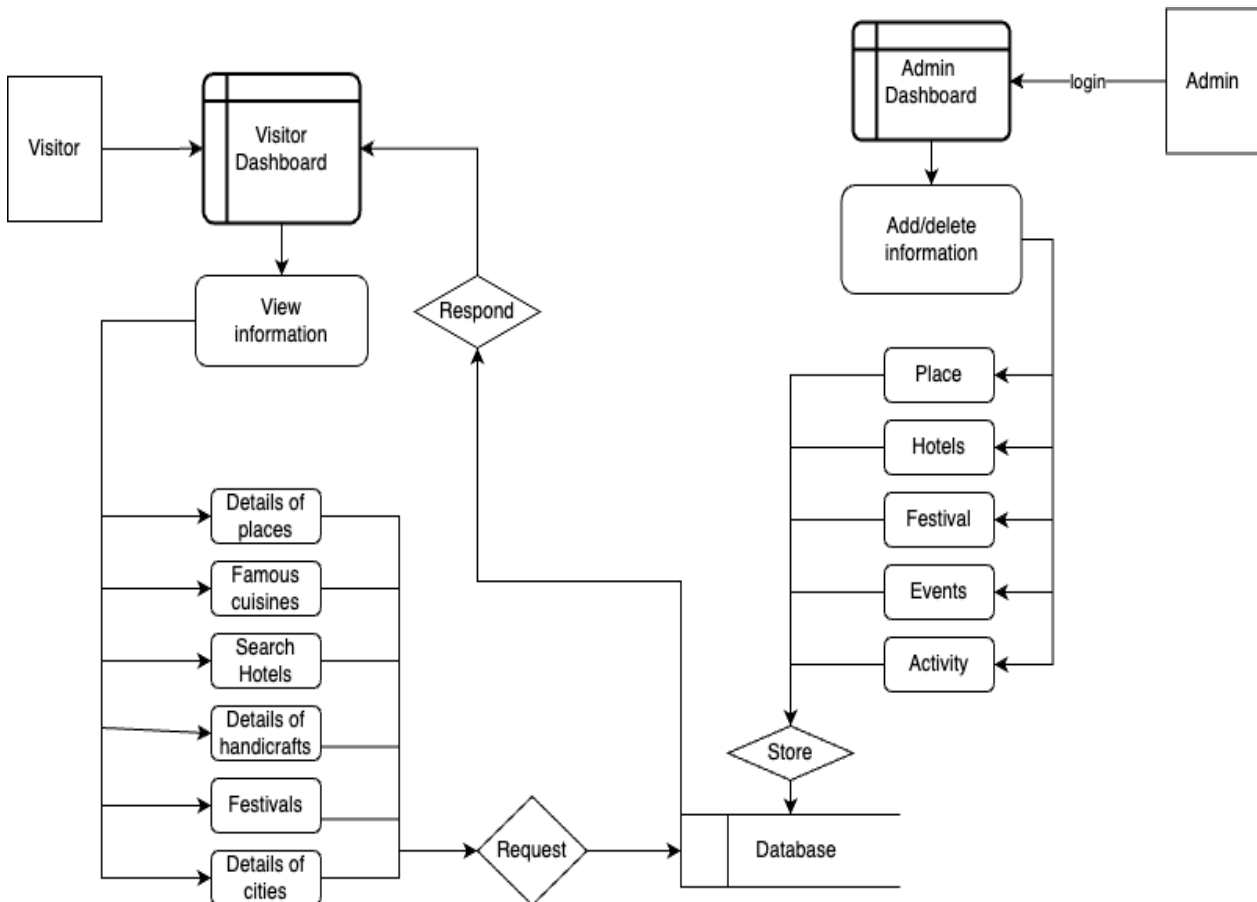 Visitor
Visitor
Dashboard
View
information
Respond
Details of
places
Famous
cuisines
Search
Hotels
Details of
handicrafts
Festivals
Details of
cities
Request
Database
Store
Admin
Dashboard
login
Admin
Add/delete
information
Place
Hotels
Festival
Events
Activity